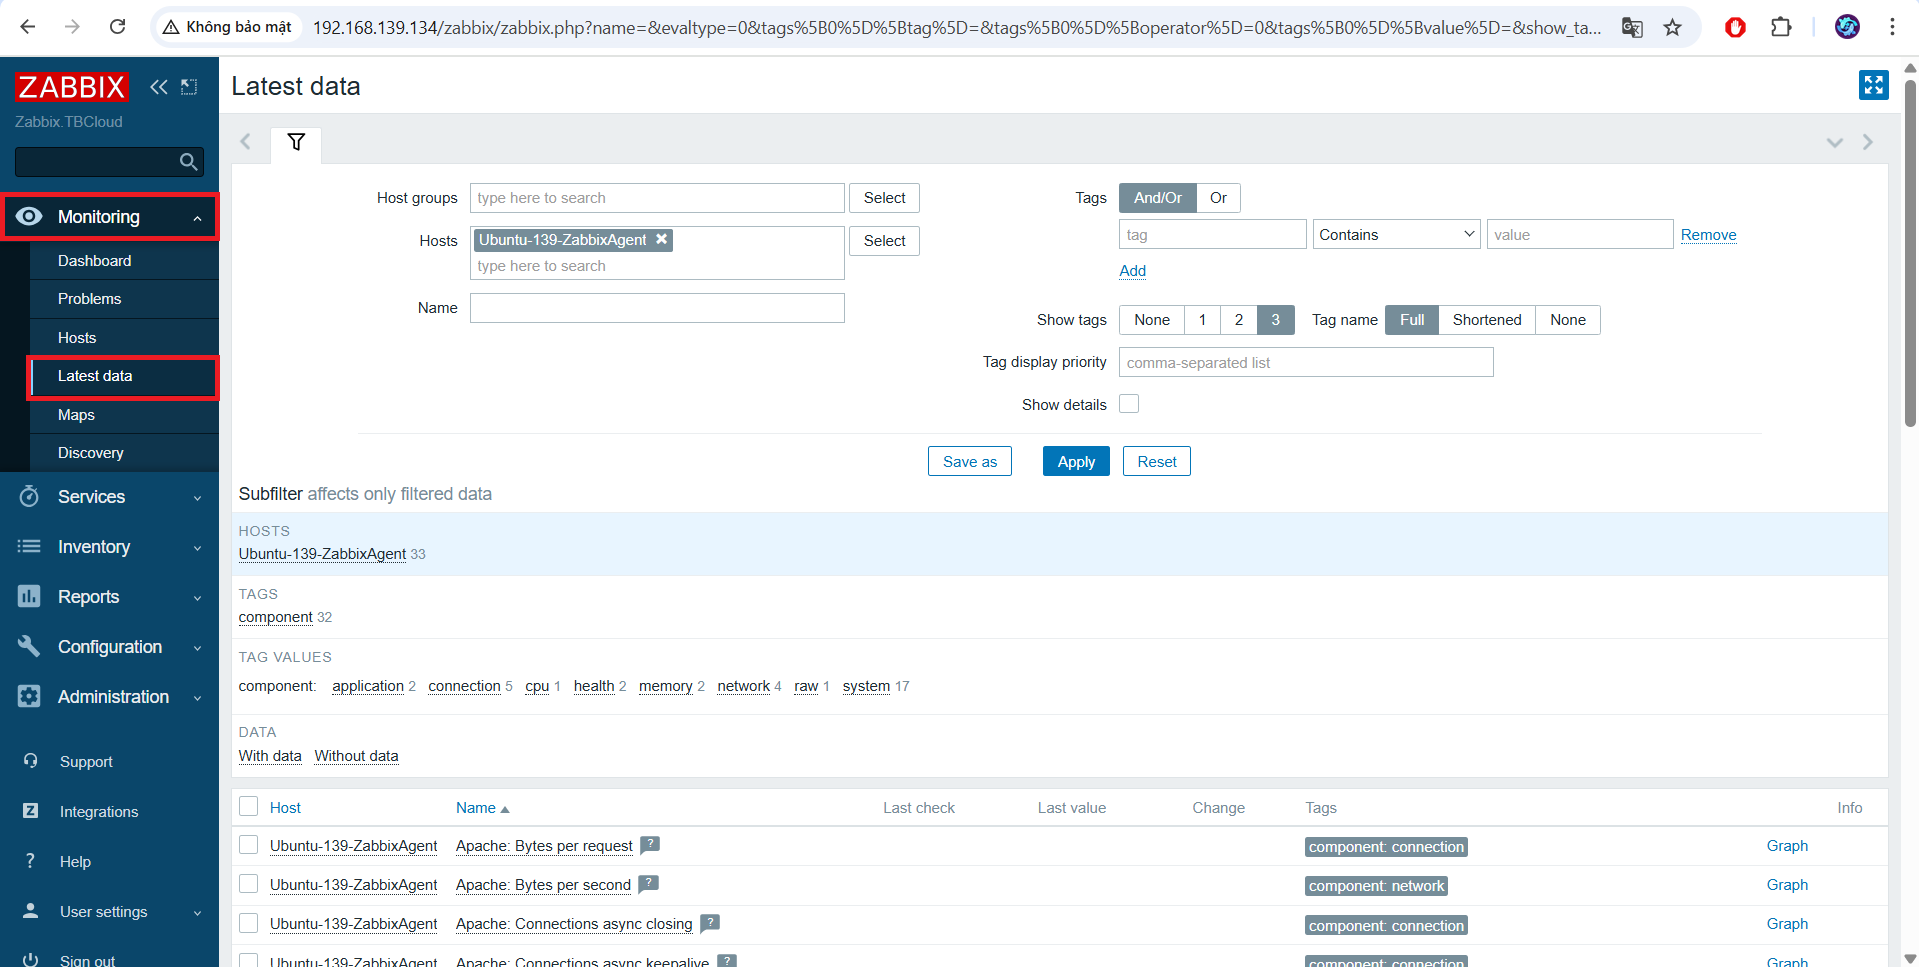 Không bảo mật
192.168.139.134/zabbix/zabbix.php?name=&evaltype=0&tags%5B0%5D%5Btag%5D=&tags%5B0%5D%5Boperator%5D=0&tags%5B0%5D%5Bvalue%5D=&show_ta...
ZABBIX
Zabbix.TBCloud
Monitoring
Dashboard
Problems
Hosts
Latest data
Maps
Discovery
Services
Inventory
Reports
Configuration
Administration
Support
Integrations
Help
User settings
Sign out
Latest data
Host groups type here to search Select
Hosts Ubuntu-139-ZabbixAgent Select
type here to search
Name
Tags And/Or Or
tag Contains value Remove
Add
Show tags None 1 2 3 Tag name Full Shortened None
Tag display priority comma-separated list
Show details
Save as Apply Reset
Subfilter affects only filtered data
HOSTS
Ubuntu-139-ZabbixAgent 33
TAGS
component 32
TAG VALUES
component: application 2 connection 5 cpu 1 health 2 memory 2 network 4 raw 1 system 17
DATA
With data Without data
Host Name Last check Last value Change Tags Info
Ubuntu-139-ZabbixAgent Apache: Bytes per request ? component: connection Graph
Ubuntu-139-ZabbixAgent Apache: Bytes per second ? component: network Graph
Ubuntu-139-ZabbixAgent Apache: Connections async closing ? component: connection Graph
Ubuntu-139-ZabbixAgent Apache: Connections async keepalive ? component: connection Graph